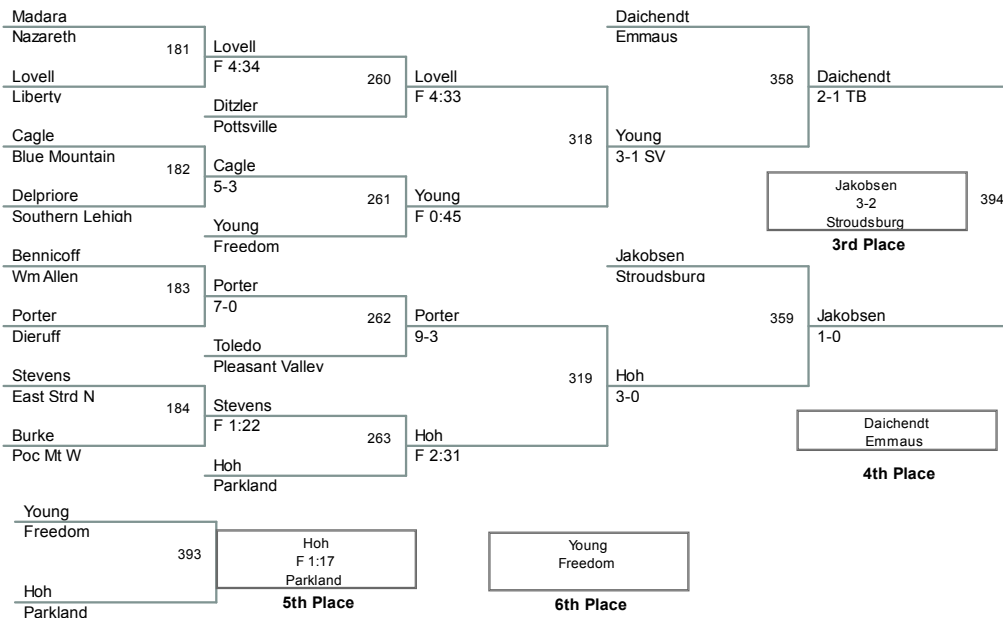 Madara
Nazareth
181
Lovell
Liberty
Cagle
Blue Mountain
182
Delpriore
Southern Lehigh
Bennicoff
Wm Allen
183
Porter
Dieruff
Stevens
East Strd N
184
Burke
Poc Mt W
Lovell
F 4:34
260
Ditzler
Pottsville
Cagle
5-3
261
Young
Freedom
Porter
7-0
262
Toledo
Pleasant Valley
Stevens
F 1:22
263
Hoh
Parkland
Lovell
F 4:33
318
Young
F 0:45
Porter
9-3
319
Hoh
F 2:31
Daichendt
Emmaus
358
Young
3-1 SV
Jakobsen
Stroudsburg
359
Hoh
3-0
Daichendt
2-1 TB
Jakobsen
3-2
Stroudsburg
394
3rd Place
Jakobsen
1-0
Daichendt
Emmaus
4th Place
Young
Freedom
393
Hoh
Parkland
Hoh
F 1:17
Parkland
5th Place
Young
Freedom
6th Place